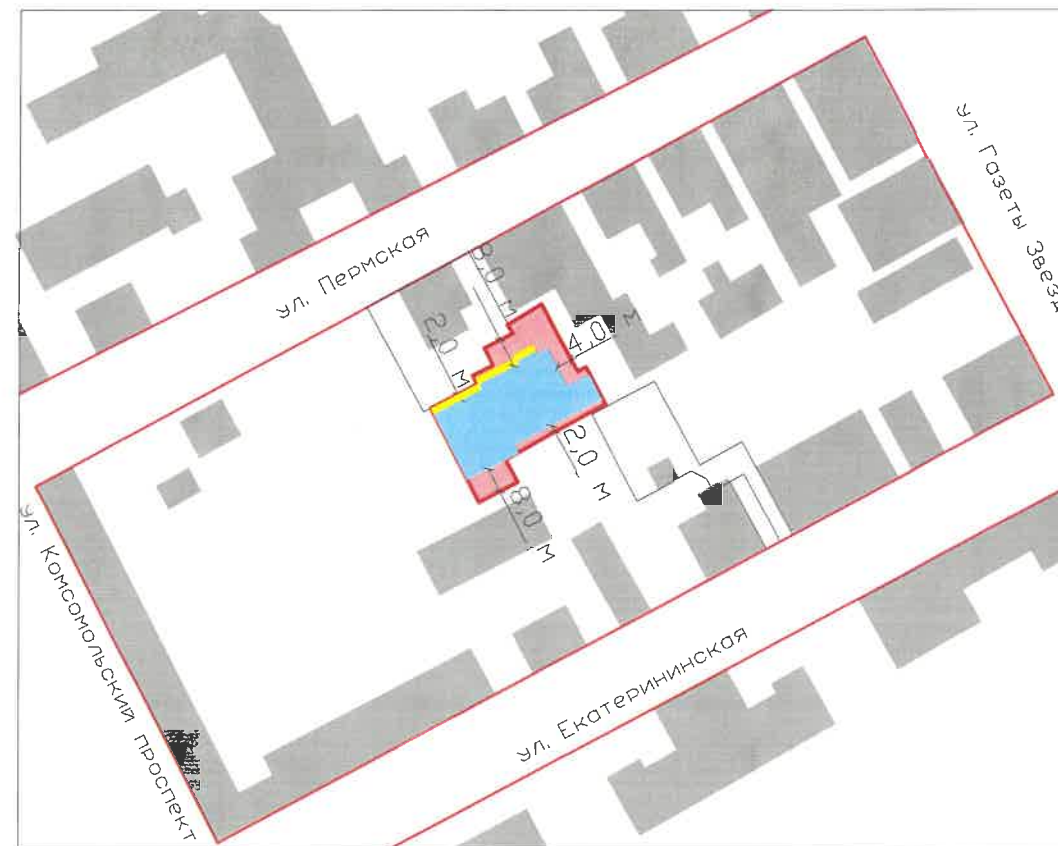 ул. Пермская
ул. Газеты Звезд
8,0 м
2,0 м
4,0 м
2,0 м
8,0 м
ул. Комсомольский проспект
ул. Екатерининская